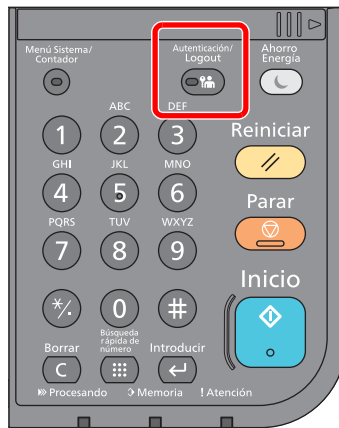 Menú Sistema/
Contador
Autenticación/
Logout
Ahorro
Energía
ABC
DEF
1
2
3
Reiniciar
GHI
JKL
MNO
4
5
6
Parar
PQRS
TUV
WXYZ
7
8
9
Inicio
*/.
0
#
Borrar
Búsqueda
rápida de
número
Introducir
C
Procesando
Memoria
! Atención